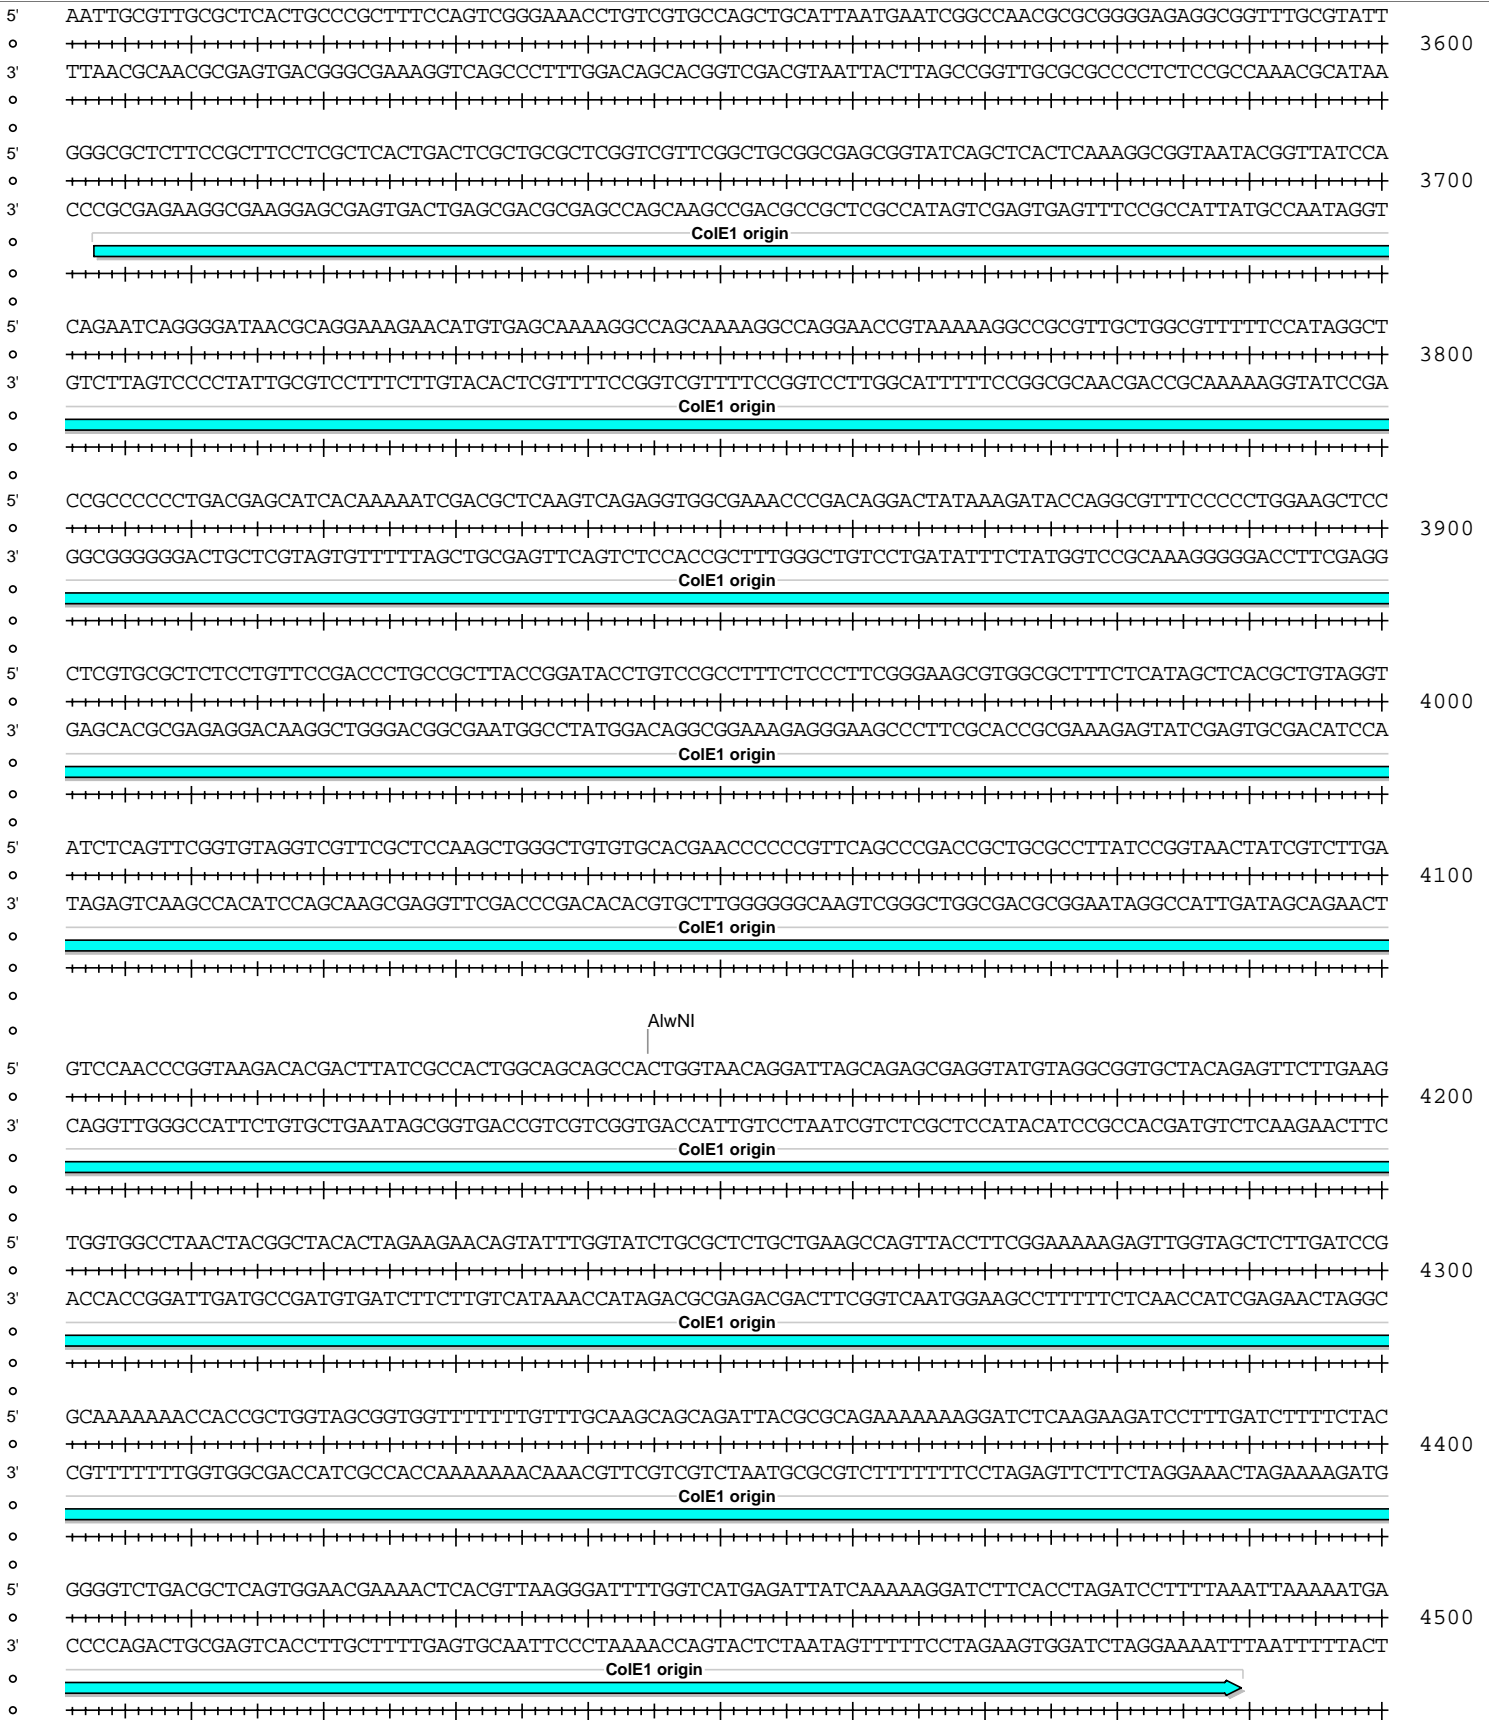 5' AATTGCGTTGCGCTCACTGCCCGCTTTCCAGTCGGGAAACCTGTCGTGCCAGCTGCATTAATGAATCGGCCAACGCGCGGGGAGAGGCGGTTTGCGTATT
3600
3' TTAACGCAACGCGAGTGACGGGCGAAAGGTCAGCCCTTTGGACAGCACGGTCGACGTAATTACTTAGCCGGTTGCGCGCCCCTCTCCGCCAAACGCATAA
5' GGGCGCTCTTCCGCTTCCTCGCTCACTGACTCGCTGCGCTCGGTCGTTCGGCTGCGGCGAGCGGTATCAGCTCACTCAAAGGCGGTAATACGGTTATCCA
3700
3' CCCGCGAGAAGGCGAAGGAGCGAGTGACTGAGCGACGCGAGCCAGCAAGCCGACGCCGCTCGCCATAGTCGAGTGAGTTTCCGCCATTATGCCAATAGGT
ColE1 origin
5' CAGAATCAGGGGATAACGCAGGAAAGAACATGTGAGCAAAAGGCCAGCAAAAGGCCAGGAACCGTAAAAAGGCCGCGTTGCTGGCGTTTTTCCATAGGCT
3800
3' GTCTTAGTCCCCTATTGCGTCCTTTCTTGTACACTCGTTTTCCGGTCGTTTTCCGGTCCTTGGCATTTTTCCGGCGCAACGACCGCAAAAAGGTATCCGA
ColE1 origin
5' CCGCCCCCCTGACGAGCATCACAAAAATCGACGCTCAAGTCAGAGGTGGCGAAACCCGACAGGACTATAAAGATACCAGGCGTTTCCCCCTGGAAGCTCC
3900
3' GGCGGGGGGACTGCTCGTAGTGTTTTTAGCTGCGAGTTCAGTCTCCACCGCTTTGGGCTGTCCTGATATTTCTATGGTCCGCAAAGGGGGACCTTCGAGG
ColE1 origin
5' CTCGTGCGCTCTCCTGTTCCGACCCTGCCGCTTACCGGATACCTGTCCGCCTTTCTCCCTTCGGGAAGCGTGGCGCTTTCTCATAGCTCACGCTGTAGGT
4000
3' GAGCACGCGAGAGGACAAGGCTGGGACGGCGAATGGCCTATGGACAGGCGGAAAGAGGGAAGCCCTTCGCACCGCGAAAGAGTATCGAGTGCGACATCCA
ColE1 origin
5' ATCTCAGTTCGGTGTAGGTCGTTCGCTCCAAGCTGGGCTGTGTGCACGAACCCCCCGTTCAGCCCGACCGCTGCGCCTTATCCGGTAACTATCGTCTTGA
4100
3' TAGAGTCAAGCCACATCCAGCAAGCGAGGTTCGACCCGACACACGTGCTTGGGGGGCAAGTCGGGCTGGCGACGCGGAATAGGCCATTGATAGCAGAACT
ColE1 origin
AlwNI
5' GTCCAACCCGGTAAGACACGACTTATCGCCACTGGCAGCAGCCACTGGTAACAGGATTAGCAGAGCGAGGTATGTAGGCGGTGCTACAGAGTTCTTGAAG
4200
3' CAGGTTGGGCCATTCTGTGCTGAATAGCGGTGACCGTCGTCGGTGACCATTGTCCTAATCGTCTCGCTCCATACATCCGCCACGATGTCTCAAGAACTTC
ColE1 origin
5' TGGTGGCCTAACTACGGCTACACTAGAAGAACAGTATTTGGTATCTGCGCTCTGCTGAAGCCAGTTACCTTCGGAAAAAGAGTTGGTAGCTCTTGATCCG
4300
3' ACCACCGGATTGATGCCGATGTGATCTTCTTGTCATAAACCATAGACGCGAGACGACTTCGGTCAATGGAAGCCTTTTTCTCAACCATCGAGAACTAGGC
ColE1 origin
5' GCAAAAAAACCACCGCTGGTAGCGGTGGTTTTTTTGTTTGCAAGCAGCAGATTACGCGCAGAAAAAAAGGATCTCAAGAAGATCCTTTGATCTTTTCTAC
4400
3' CGTTTTTTTGGTGGCGACCATCGCCACCAAAAAAACAAACGTTCGTCGTCTAATGCGCGTCTTTTTTTCCTAGAGTTCTTCTAGGAAACTAGAAAAGATG
ColE1 origin
5' GGGGTCTGACGCTCAGTGGAACGAAAACTCACGTTAAGGGATTTTGGTCATGAGATTATCAAAAAGGATCTTCACCTAGATCCTTTTAAATTAAAAATGA
4500
3' CCCCAGACTGCGAGTCACCTTGCTTTTGAGTGCAATTCCCTAAAACCAGTACTCTAATAGTTTTTCCTAGAAGTGGATCTAGGAAAATTTAATTTTTACT
ColE1 origin